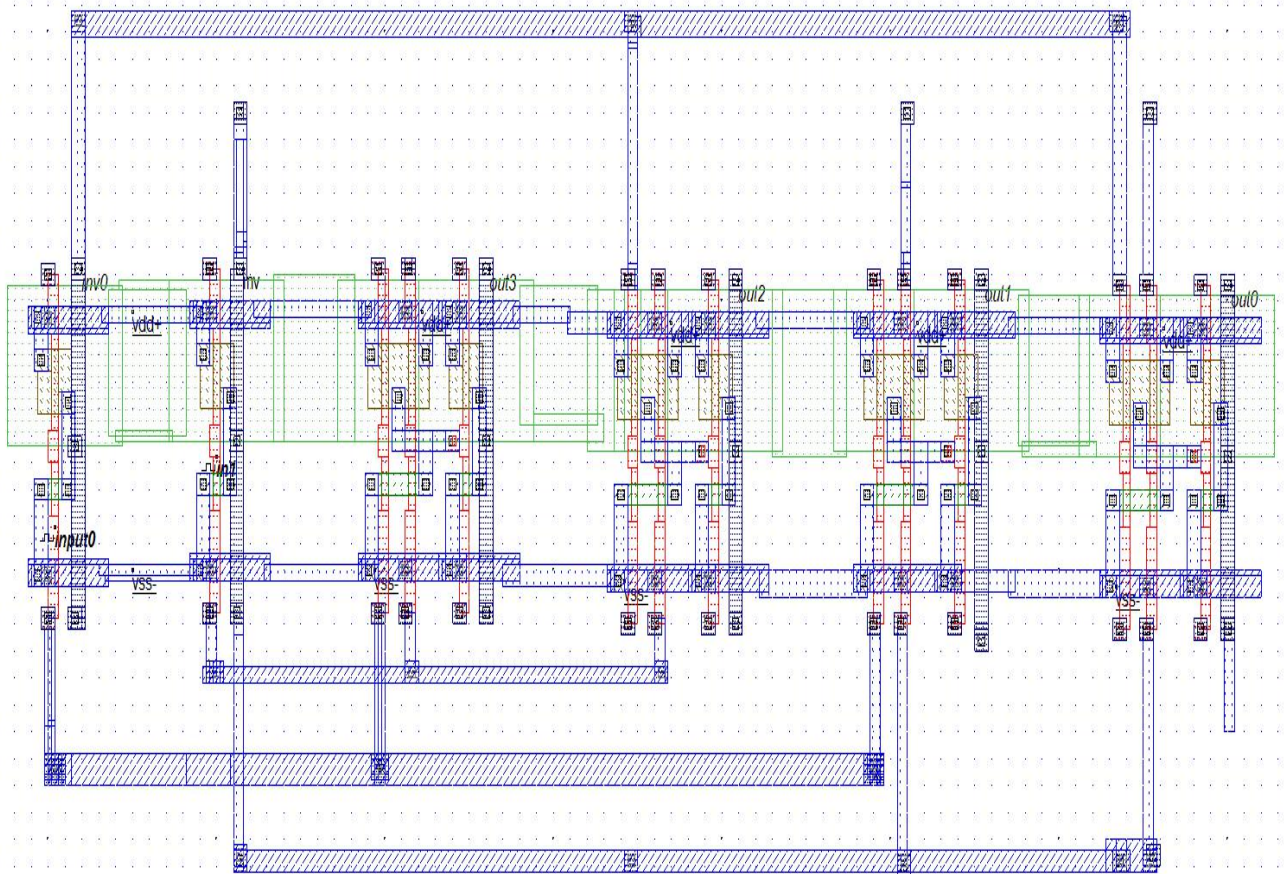 inv0
inv
out3
out2
out1
out0
vdd+
vdd+
vdd+
vdd+
vdd+
in1
input0
vss-
vss-
vss-
vss-